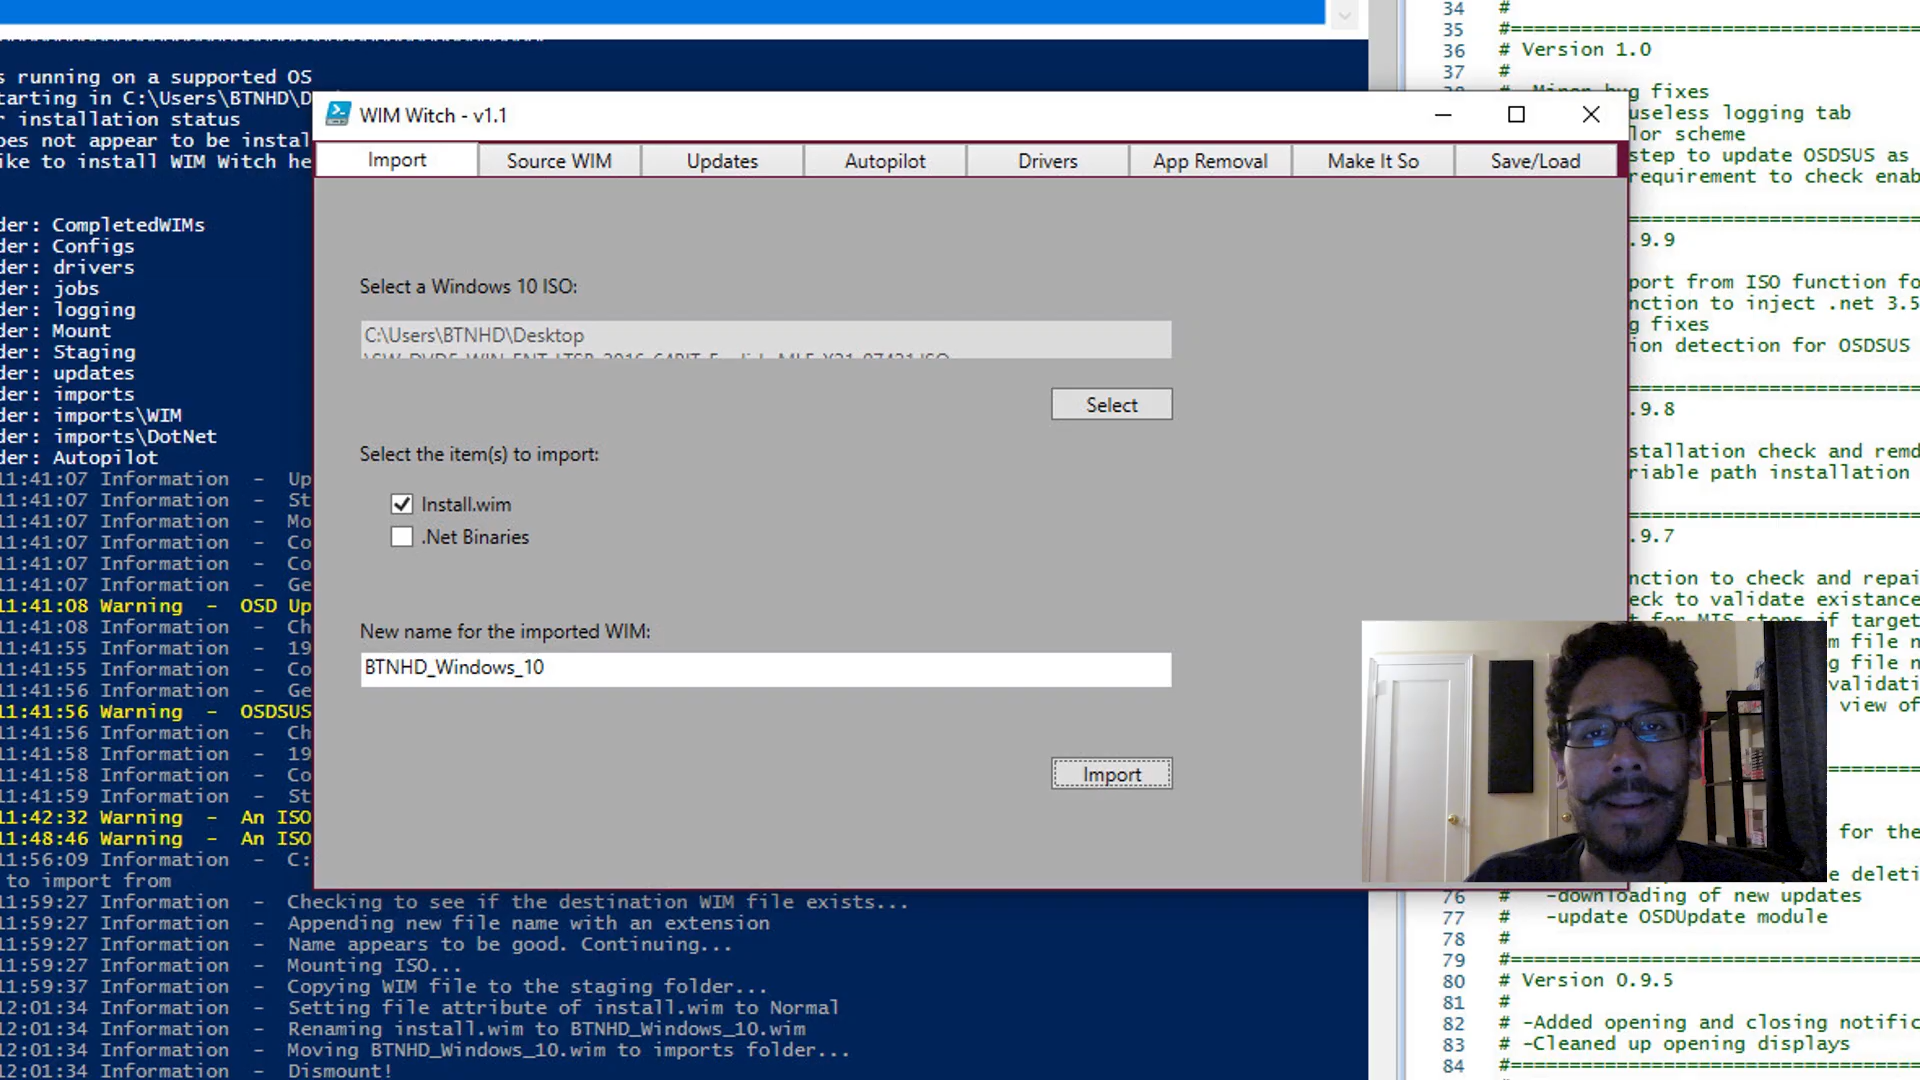 s running on a supported OS
tarting in C:\Users\BTNHD\D
r installation status
oes not appear to be instal
ike to install WIM Witch he
der: CompletedWIMs
der: Configs
der: drivers
der: jobs
der: logging
der: Mount
der: Staging
der: updates
der: imports
der: imports\WIM
der: imports\DotNet
der: Autopilot
11:41:07 Information - Up
11:41:07 Information - St
11:41:07 Information - Mo
11:41:07 Information - Co
11:41:07 Information - Co
11:41:07 Information - Ge
11:41:08 Warning - OSD Up
11:41:08 Information - Ch
11:41:55 Information - 19
11:41:55 Information - Co
11:41:56 Information - Ge
11:41:56 Warning - OSDSUS
11:41:56 Information - Ch
11:41:58 Information - 19
11:41:58 Information - Co
11:41:59 Information - St
11:42:32 Warning - An ISO
11:48:46 Warning - An ISO
11:56:09 Information - C:
to import from
11:59:27 Information - Checking to see if the destination WIM file exists...
11:59:27 Information - Appending new file name with an extension
11:59:27 Information - Name appears to be good. Continuing...
11:59:27 Information - Mounting ISO...
11:59:37 Information - Copying WIM file to the staging folder...
12:01:34 Information - Setting file attribute of install.wim to Normal
12:01:34 Information - Renaming install.wim to BTNHD_Windows_10.wim
12:01:34 Information - Moving BTNHD_Windows_10.wim to imports folder...
12:01:34 Information - Dismount!
WIM Witch - v1.1
Import Source WIM Updates Autopilot Drivers App Removal Make It So Save/Load
Select a Windows 10 ISO:
C:\Users\BTNHD\Desktop
Select
Select the item(s) to import:
Install.wim
.Net Binaries
New name for the imported WIM:
BTNHD_Windows_10
Import
34 #
35 #====================================
36 # Version 1.0
37 #
fixes
useless logging tab
lor scheme
step to update OSDSUS as
requirement to check enab
.9.9
port from ISO function fo
nction to inject .net 3.5
g fixes
ion detection for OSDSUS
.9.8
stallation check and remd
riable path installation
.9.7
nction to check and repai
eck to validate existance
if target
m file n
g file n
validati
view of
for the
e deleti
76 # -downloading of new updates
77 # -update OSDUpdate module
78 #
79 #====================================
80 # Version 0.9.5
81 #
82 # -Added opening and closing notific
83 # -Cleaned up opening displays
84 #====================================